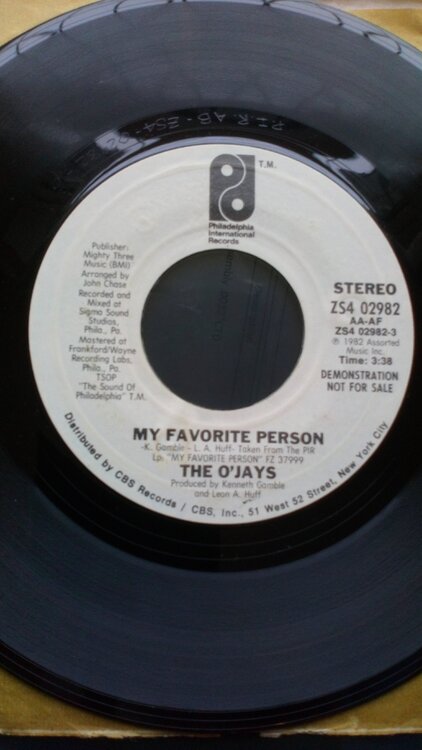 T.M.
Philadelphia
International
Records
Publisher:
Mighty Three
Music (BMI)
Arranged by
John Chase
Recorded and
Mixed at
Sigma Sound
Studios,
Phila., Pa.
Mastered at
Frankford/Wayne
Recording Labs,
Phila., Pa.
TSOP
"The Sound Of
Philadelphia" T.M.
STEREO
ZS4 02982
AA-AF
ZS4 02982-3
℗ 1982 Assorted
Music Inc.
Time: 3:38
DEMONSTRATION
NOT FOR SALE
MY FAVORITE PERSON
-K. Gamble - L. A. Huff- Taken From The PIR
Lp: "MY FAVORITE PERSON" FZ 37999
THE O'JAYS
Produced by Kenneth Gamble
and Leon A. Huff
Distributed by CBS Records / CBS, Inc., 51 West 52 Street, New York City